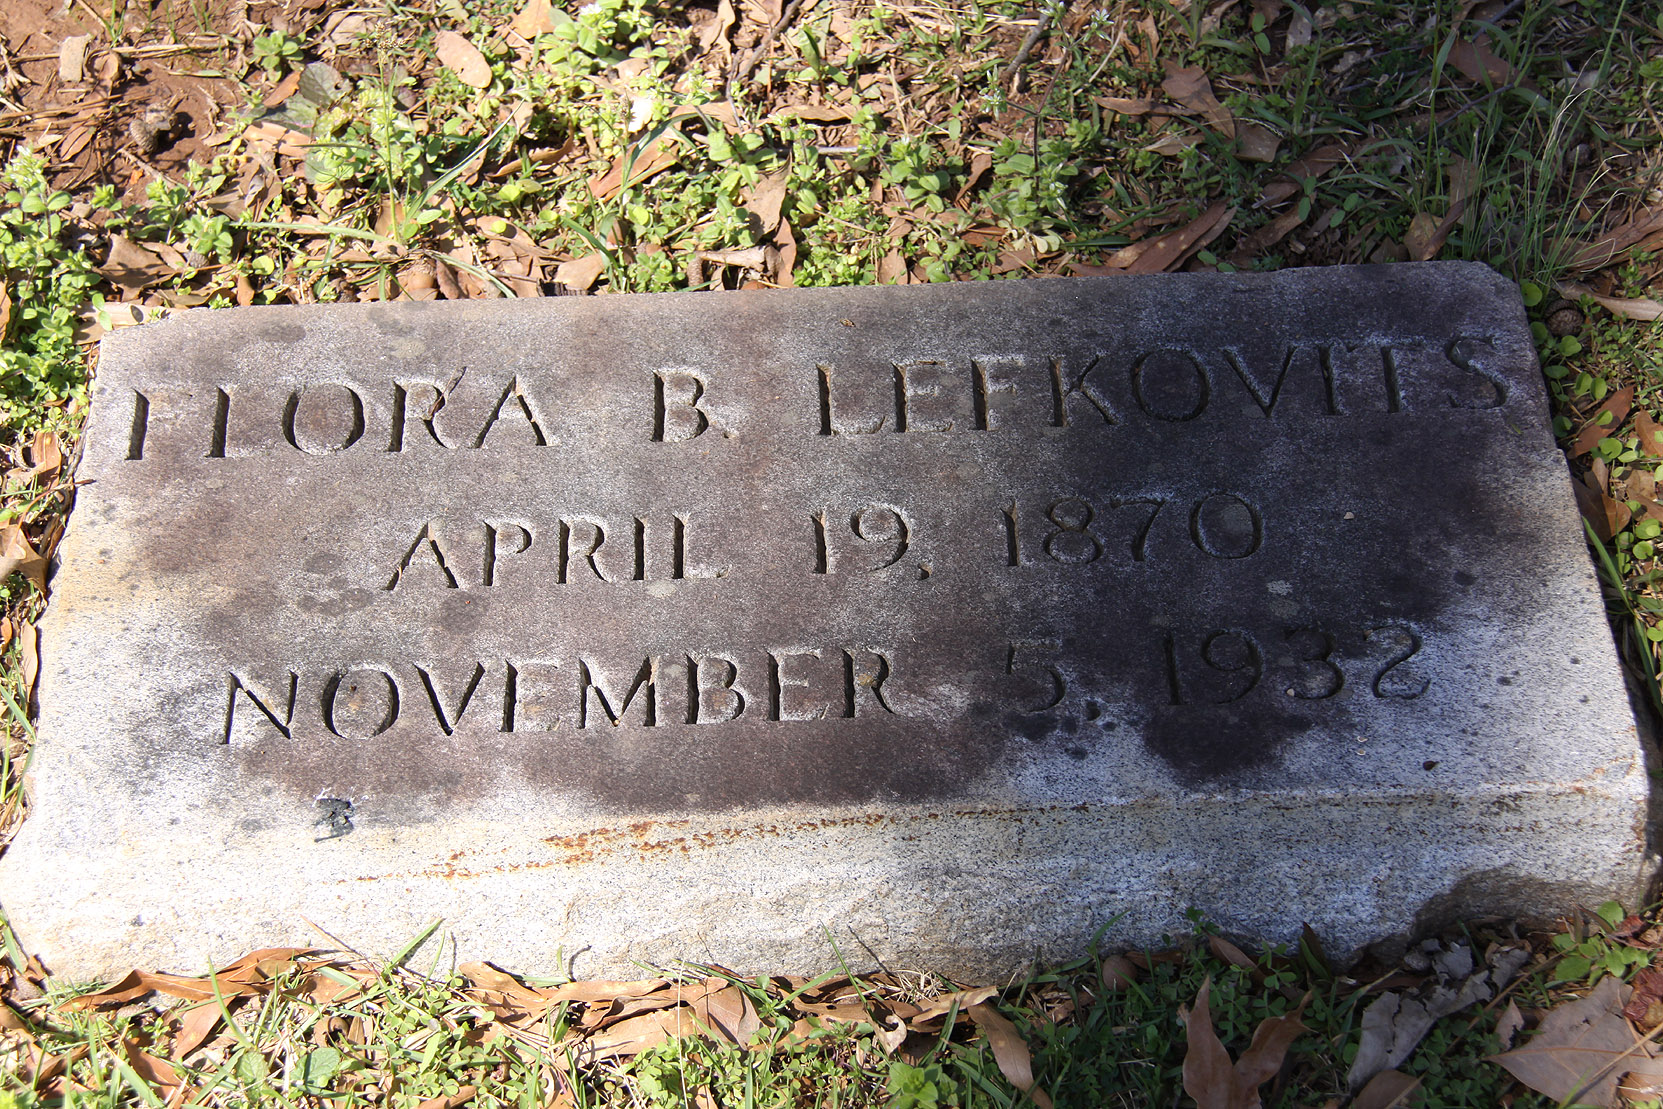 FLORA B. LEFKOVITS
APRIL 19, 1870
NOVEMBER 5, 1932